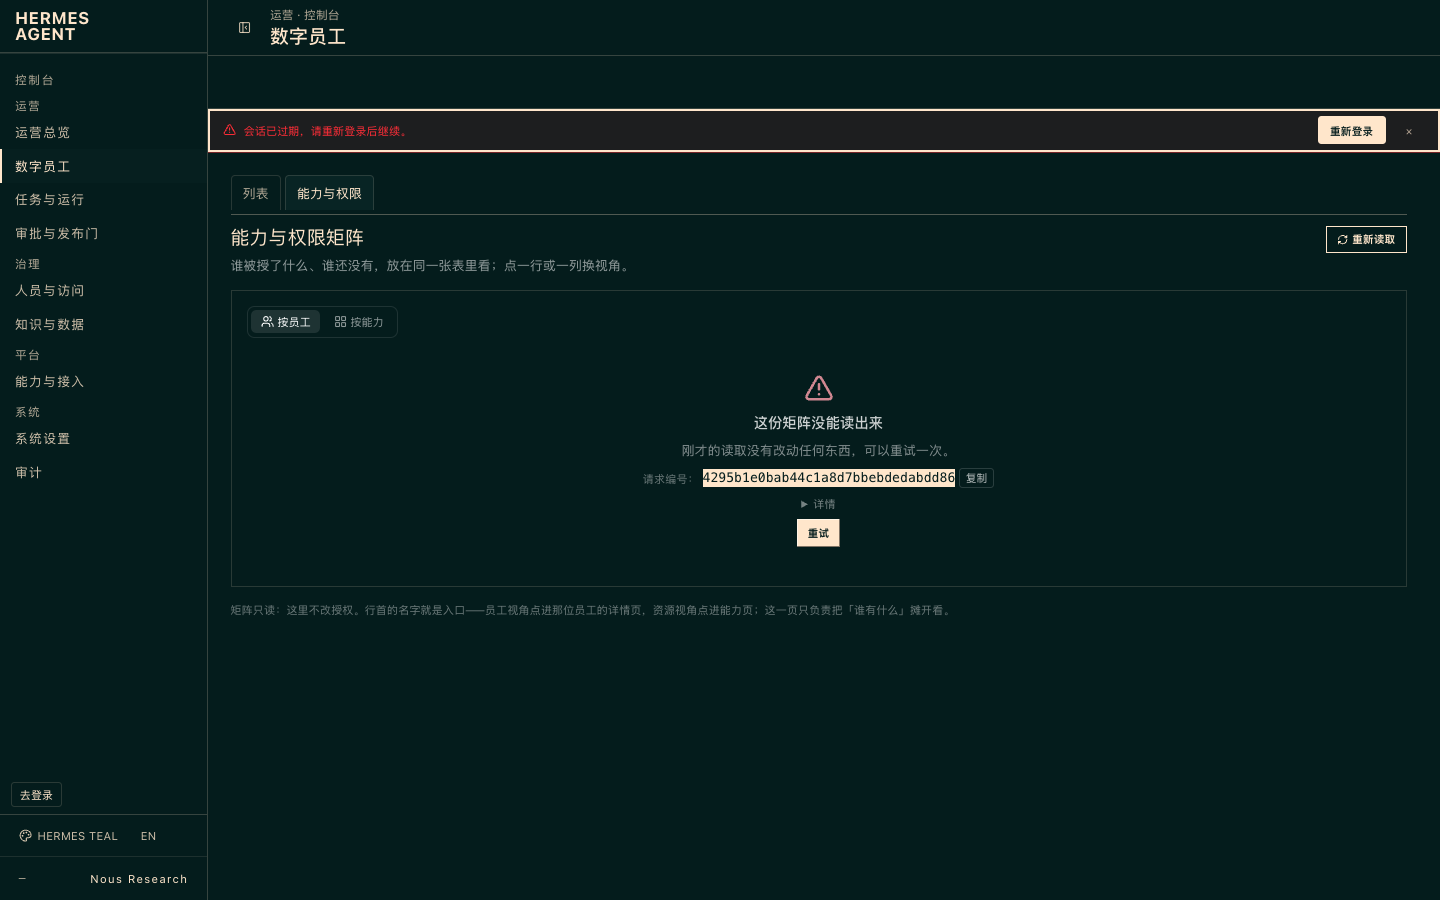 HERMES
AGENT
控制台
运营
运营总览
数字员工
任务与运行
审批与发布门
治理
人员与访问
知识与数据
平台
能力与接入
系统
系统设置
审计
去登录
HERMES TEAL EN
— Nous Research
运营 · 控制台
数字员工
会话已过期，请重新登录后继续。 重新登录 ×
列表 能力与权限
能力与权限矩阵
重新读取
谁被授了什么、谁还没有，放在同一张表里看；点一行或一列换视角。
按员工 按能力
这份矩阵没能读出来
刚才的读取没有改动任何东西，可以重试一次。
请求编号： 4295b1e0bab44c1a8d7bbebdedabdd86 复制
▶ 详情
重试
矩阵只读：这里不改授权。行首的名字就是入口——员工视角点进那位员工的详情页，资源视角点进能力页；这一页只负责把「谁有什么」摊开看。